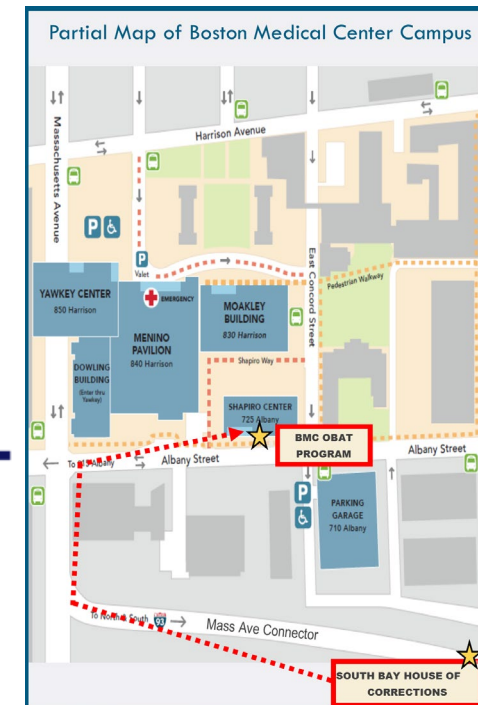 Partial Map of Boston Medical Center Campus
Massachusetts Avenue
Harrison Avenue
P
P
Valet
East Concord Street
Pedestrian Walkway
YAWKEY CENTER
850 Harrison
EMERGENCY
MENINO
PAVILION
840 Harrison
MOAKLEY
BUILDING
830 Harrison
DOWLING
BUILDING
(Enter thru
Yawkey)
Shapiro Way
SHAPIRO CENTER
725 Albany
BMC OBAT
PROGRAM
Albany Street
Albany Street
P
PARKING
GARAGE
710 Albany
93
Mass Ave Connector
SOUTH BAY HOUSE OF
CORRECTIONS